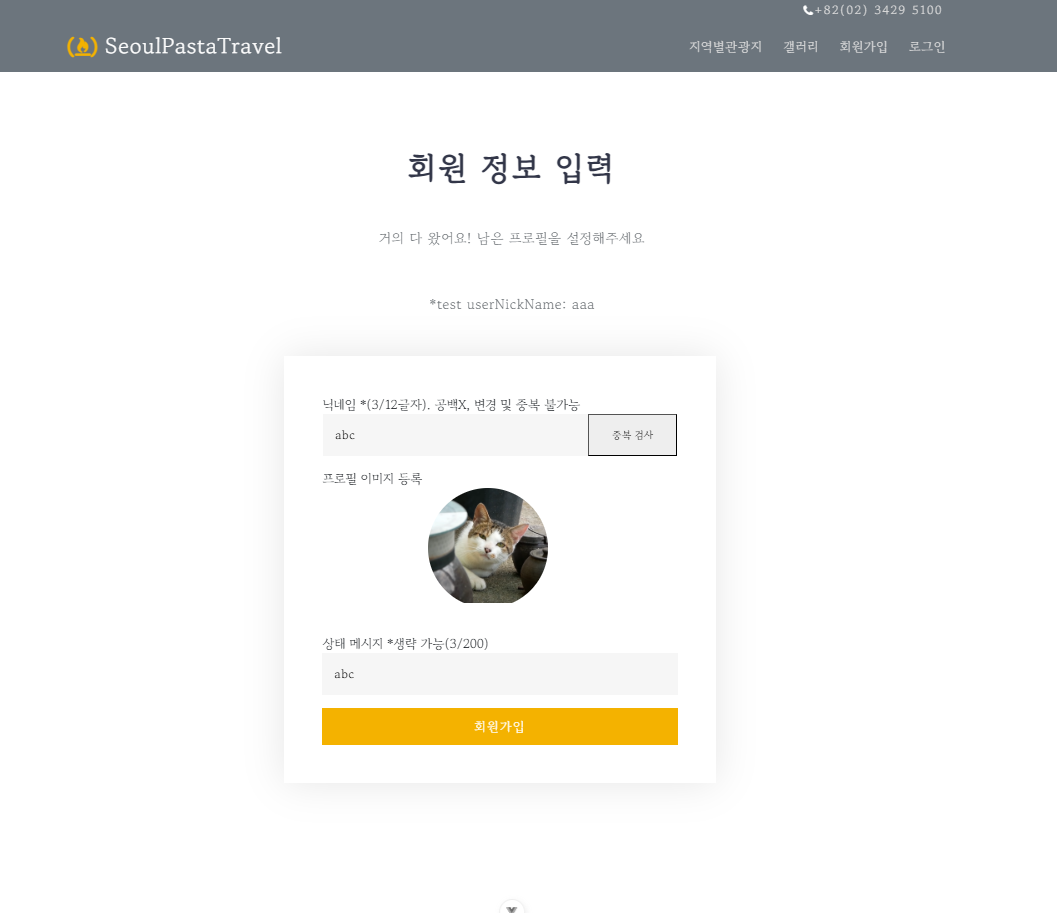 +82(02) 3429 5100
SeoulPastaTravel
지역별관광지 갤러리 회원가입 로그인
회원 정보 입력
거의 다 왔어요! 남은 프로필을 설정해주세요
*test userNickName: aaa
닉네임 *(3/12글자). 공백X, 변경 및 중복 불가능
abc
중복 검사
프로필 이미지 등록
상태 메시지 *생략 가능(3/200)
abc
회원가입